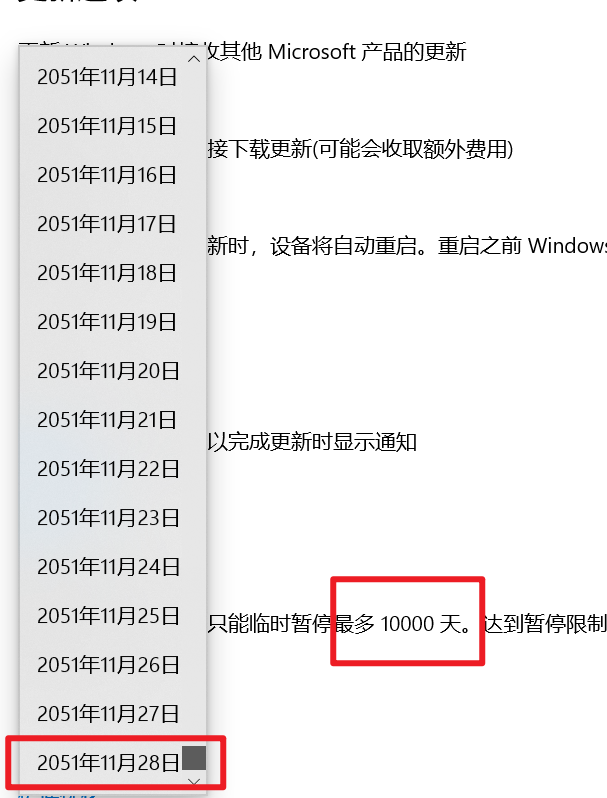 收其他 Microsoft 产品的更新
2051年11月14日
2051年11月15日
接下载更新(可能会收取额外费用)
2051年11月16日
2051年11月17日
新时，设备将自动重启。重启之前 Windows
2051年11月18日
2051年11月19日
2051年11月20日
2051年11月21日
以完成更新时显示通知
2051年11月22日
2051年11月23日
2051年11月24日
2051年11月25日
只能临时暂停最多 10000 天。达到暂停限制
2051年11月26日
2051年11月27日
2051年11月28日